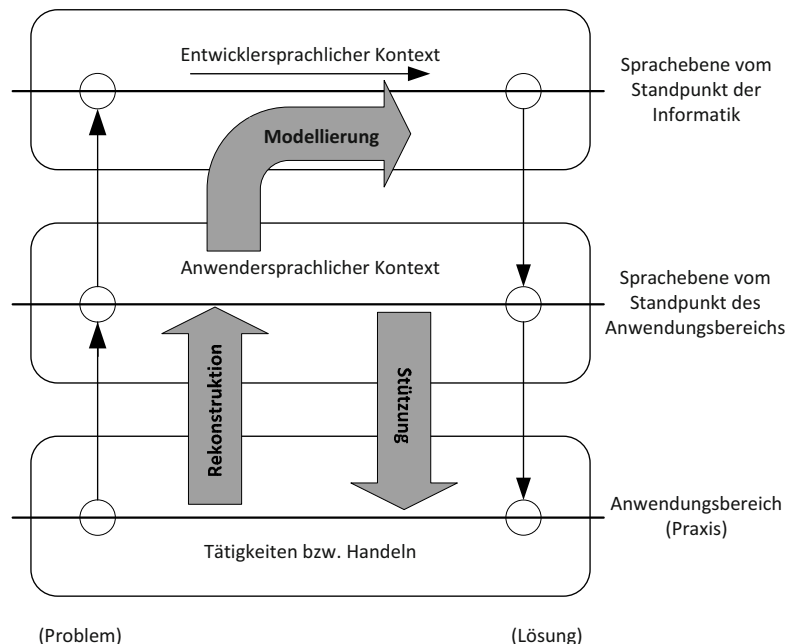 Entwicklersprachlicher Kontext
Sprachebene vom
Standpunkt der
Informatik
Modellierung
Anwendersprachlicher Kontext
Sprachebene vom
Standpunkt des
Anwendungsbereichs
Rekonstruktion
Stützung
Anwendungsbereich
(Praxis)
Tätigkeiten bzw. Handeln
(Problem)
(Lösung)